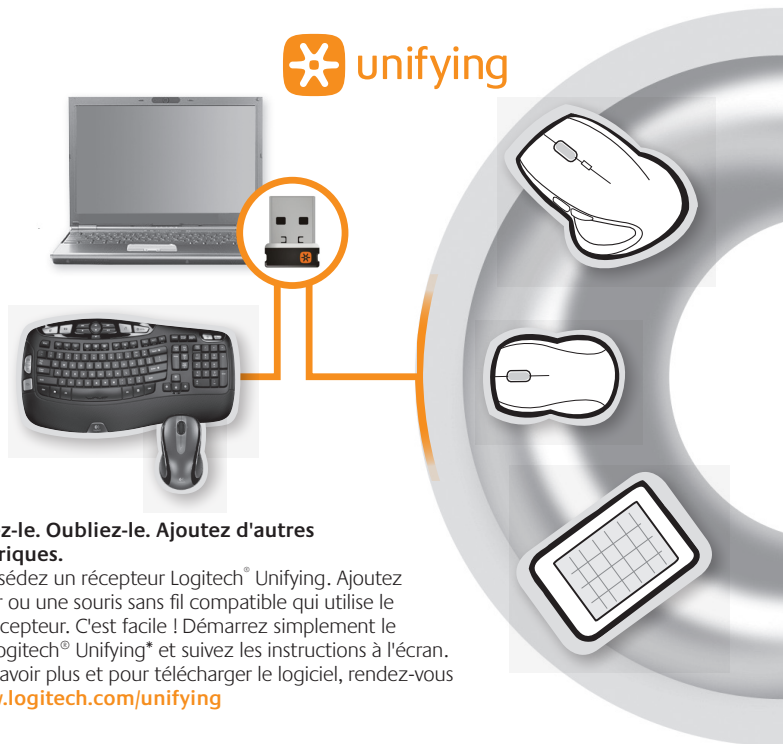 unifying
z-le. Oubliez-le. Ajoutez d'autres
riques.
sédez un récepteur Logitech® Unifying. Ajoutez
r ou une souris sans fil compatible qui utilise le
cepteur. C'est facile ! Démarrez simplement le
ogitech® Unifying* et suivez les instructions à l'écran.
avoir plus et pour télécharger le logiciel, rendez-vous
w.logitech.com/unifying